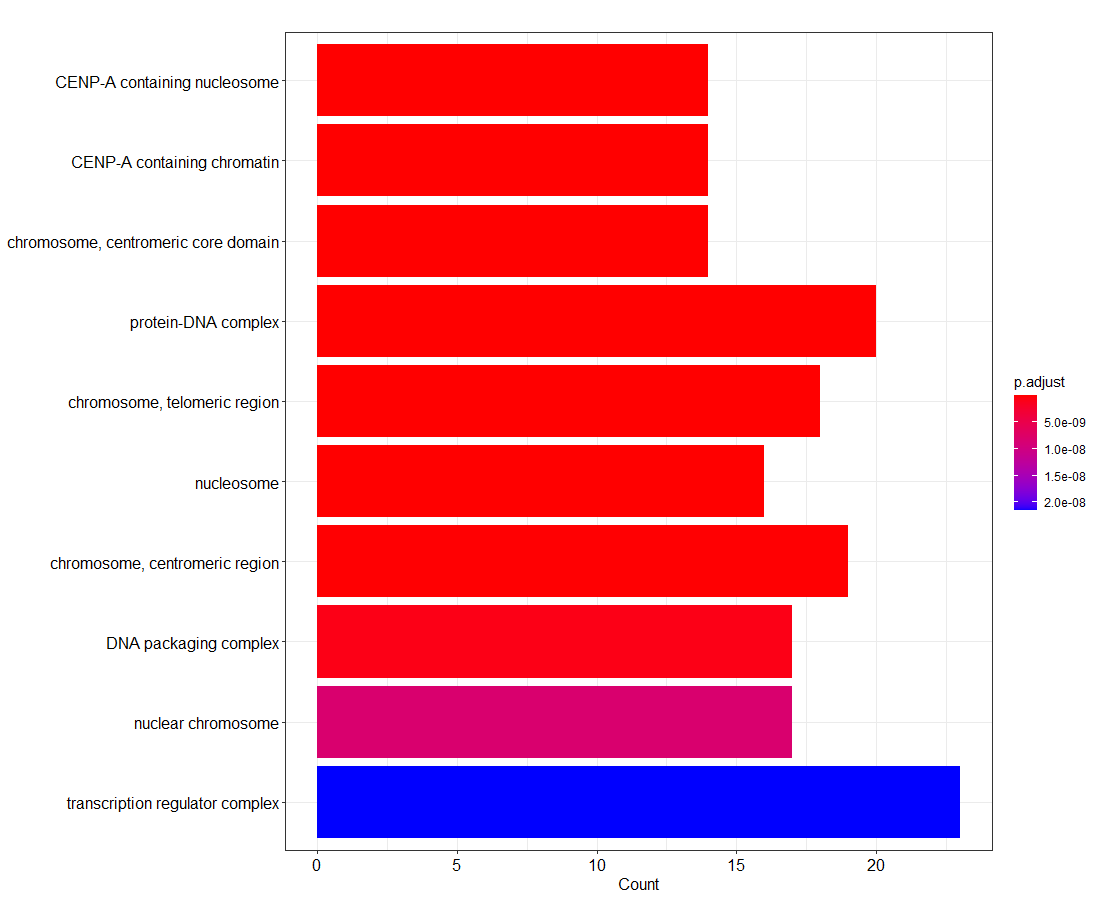 CENP-A containing nucleosome
CENP-A containing chromatin
chromosome, centromeric core domain
protein-DNA complex
chromosome, telomeric region
nucleosome
chromosome, centromeric region
DNA packaging complex
nuclear chromosome
transcription regulator complex
0 5 10 15 20
Count
p.adjust
5.0e-09
1.0e-08
1.5e-08
2.0e-08